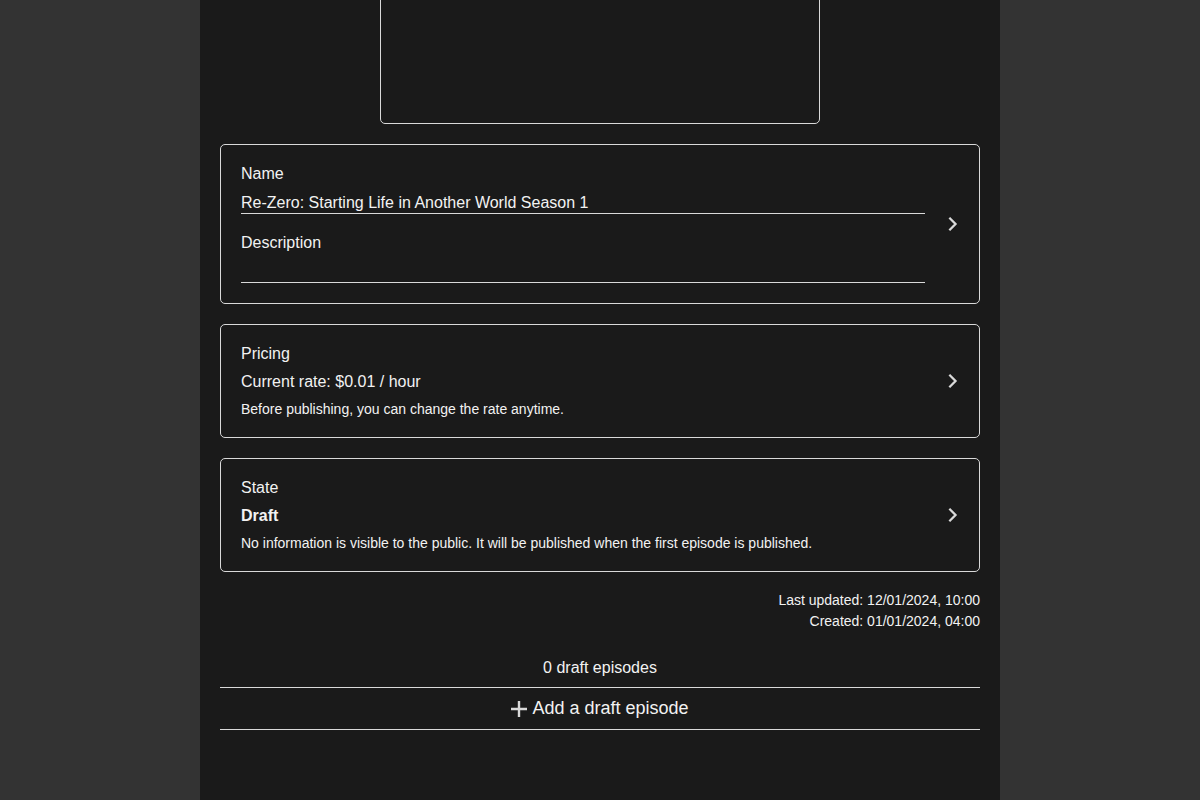 Name
Re-Zero: Starting Life in Another World Season 1
Description
Pricing
Current rate: $0.01 / hour
Before publishing, you can change the rate anytime.
State
Draft
No information is visible to the public. It will be published when the first episode is published.
Last updated: 12/01/2024, 10:00
Created: 01/01/2024, 04:00
0 draft episodes
Add a draft episode